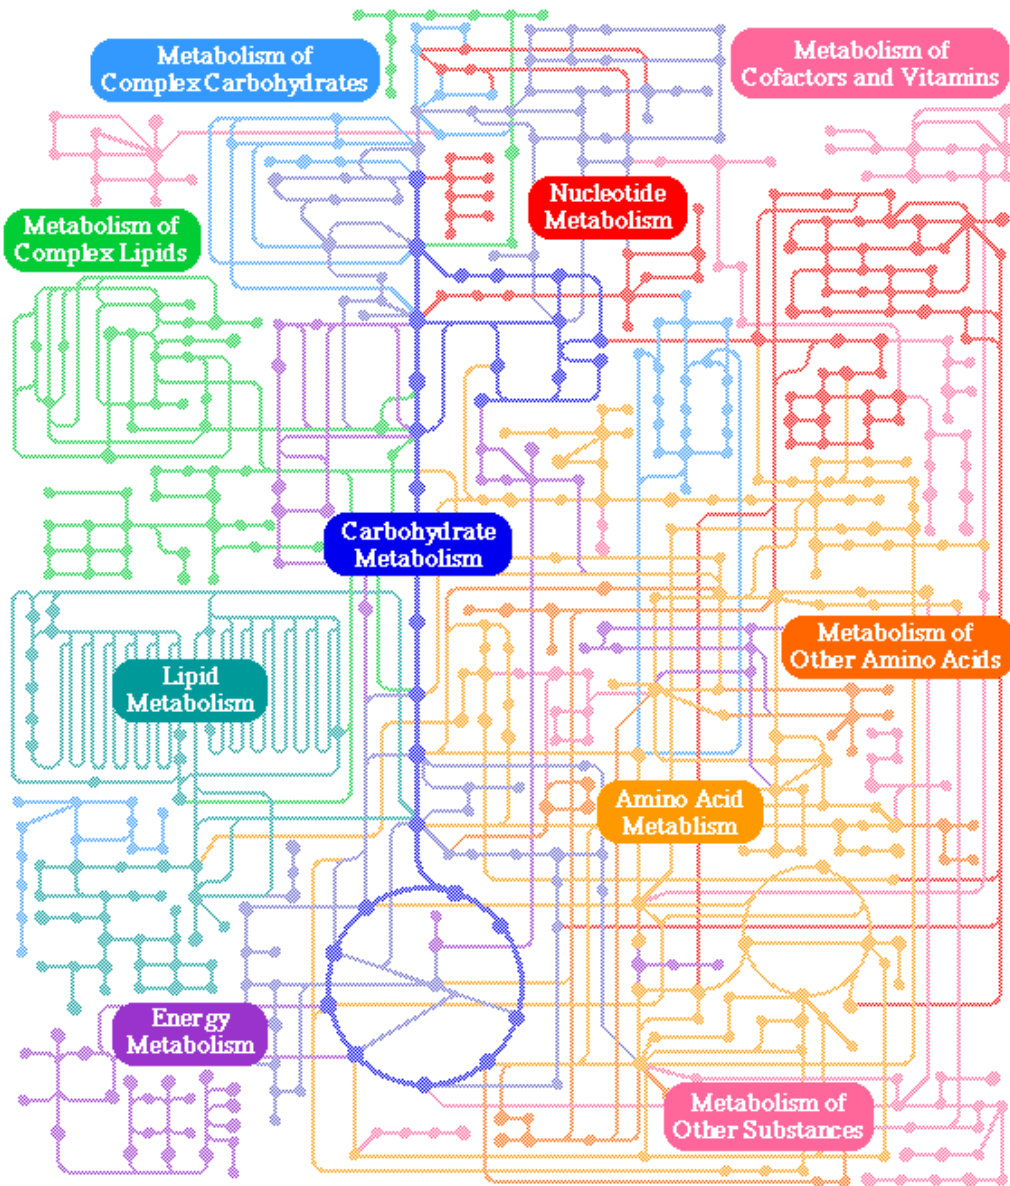 Metabolism of
Complex Carbohydrates
Metabolism of
Cofactors and Vitamins
Nucleotide
Metabolism
Metabolism of
Complex Lipids
Carbohydrate
Metabolism
Metabolism of
Other Amino Acids
Lipid
Metabolism
Amino Acid
Metablism
Energy
Metabolism
Metabolism of
Other Substances